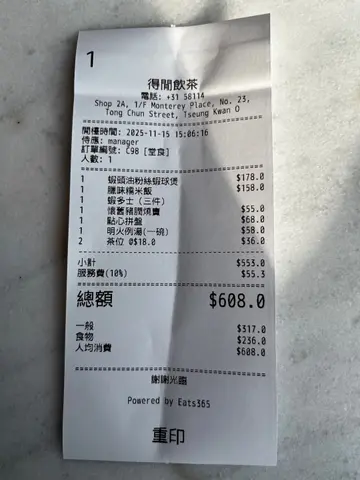 1
得閒飲茶
電話: +31 58114
Shop 2A, 1/F Monterey Place, No. 23,
Tong Chun Street, Tseung Kwan O
開檯時間: 2025-11-15 15:06:16
侍應: manager
訂單編號: C98 [堂食]
人數: 1
1 蝦頭油粉絲蝦球煲 $178.0
1 臘味糯米飯 $158.0
1 蝦多士 (三件)
1 懷舊豬潤燒賣 $55.0
1 點心拼盤 $68.0
1 明火例湯(一碗) $58.0
2 茶位 @$18.0 $36.0
小計 $553.0
服務費(10%) $55.3
總額 $608.0
一般 $317.0
食物 $236.0
人均消費 $608.0
謝謝光臨
Powered by Eats365
重印